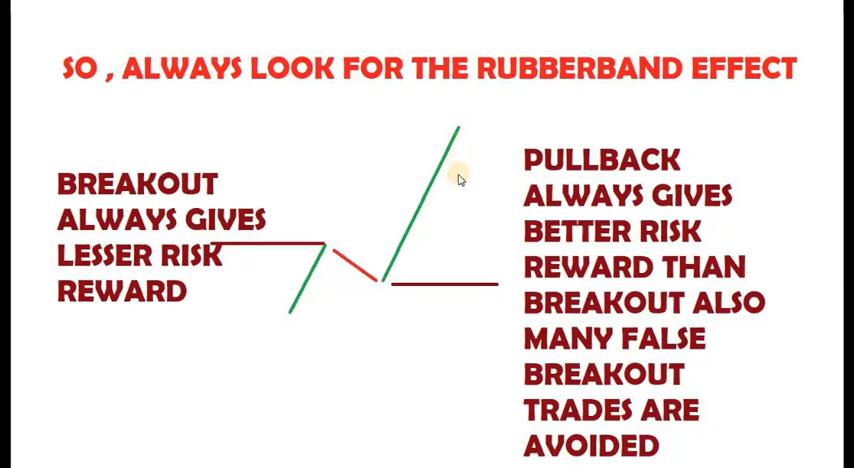 SO , ALWAYS LOOK FOR THE RUBBERBAND EFFECT
BREAKOUT
ALWAYS GIVES
LESSER RISK
REWARD
PULLBACK
ALWAYS GIVES
BETTER RISK
REWARD THAN
BREAKOUT ALSO
MANY FALSE
BREAKOUT
TRADES ARE
AVOIDED